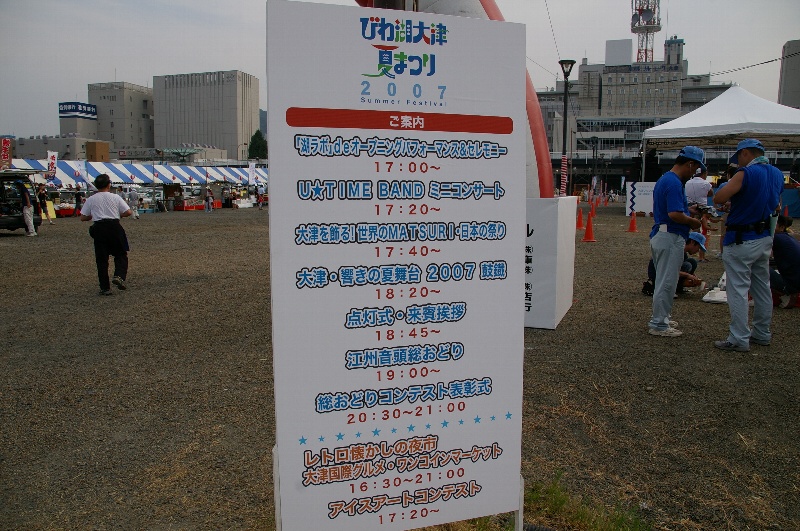 びわ湖大津
夏まつり
2007
Summer Festival
ご案内
「湖ラボ」deオープニングパフォーマンス&セレモニー
17:00～
U★TIME BAND ミニコンサート
17:20～
大津を飾る!世界のMATSURI・日本の祭り
17:40～
大津・響きの夏舞台 2007 鼓鐘
18:20～
点灯式・来賓挨拶
18:45～
江州音頭総おどり
19:00～
総おどりコンテスト表彰式
20:30～21:00
レトロ懐かしの夜市
大津国際グルメ・ワンコインマーケット
16:30～21:00
アイスアートコンテスト
17:20～